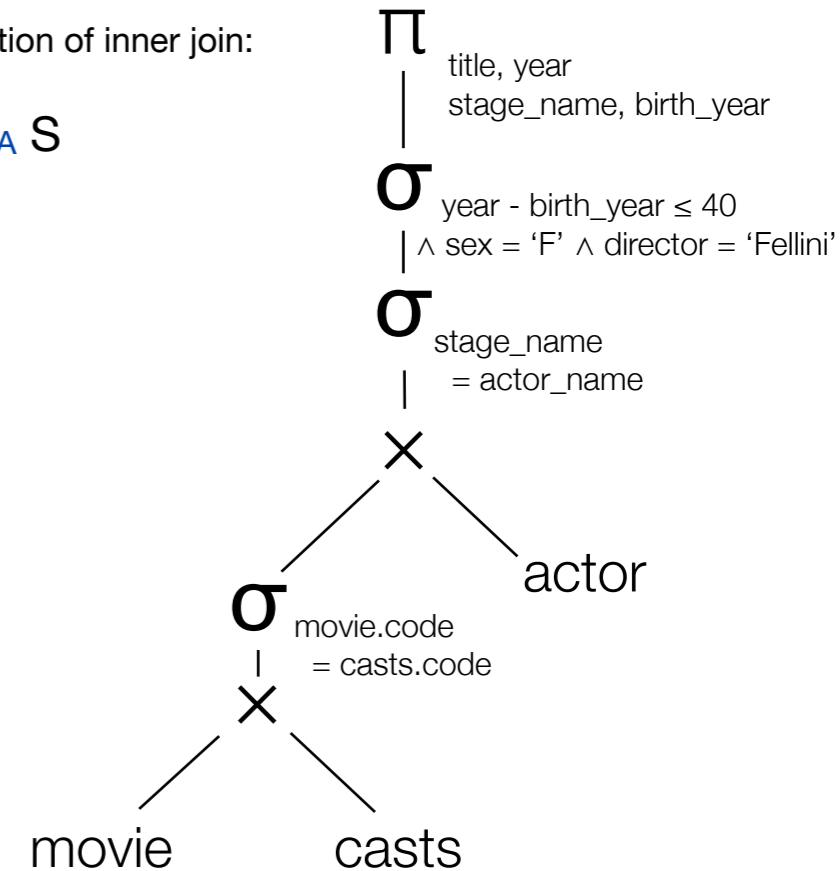 tion of inner join:
A S
π
title, year
stage_name, birth_year
σ
year - birth_year ≤ 40
∧ sex = ‘F’ ∧ director = ‘Fellini’
σ
stage_name
= actor_name
×
actor
σ
movie.code
= casts.code
×
movie casts